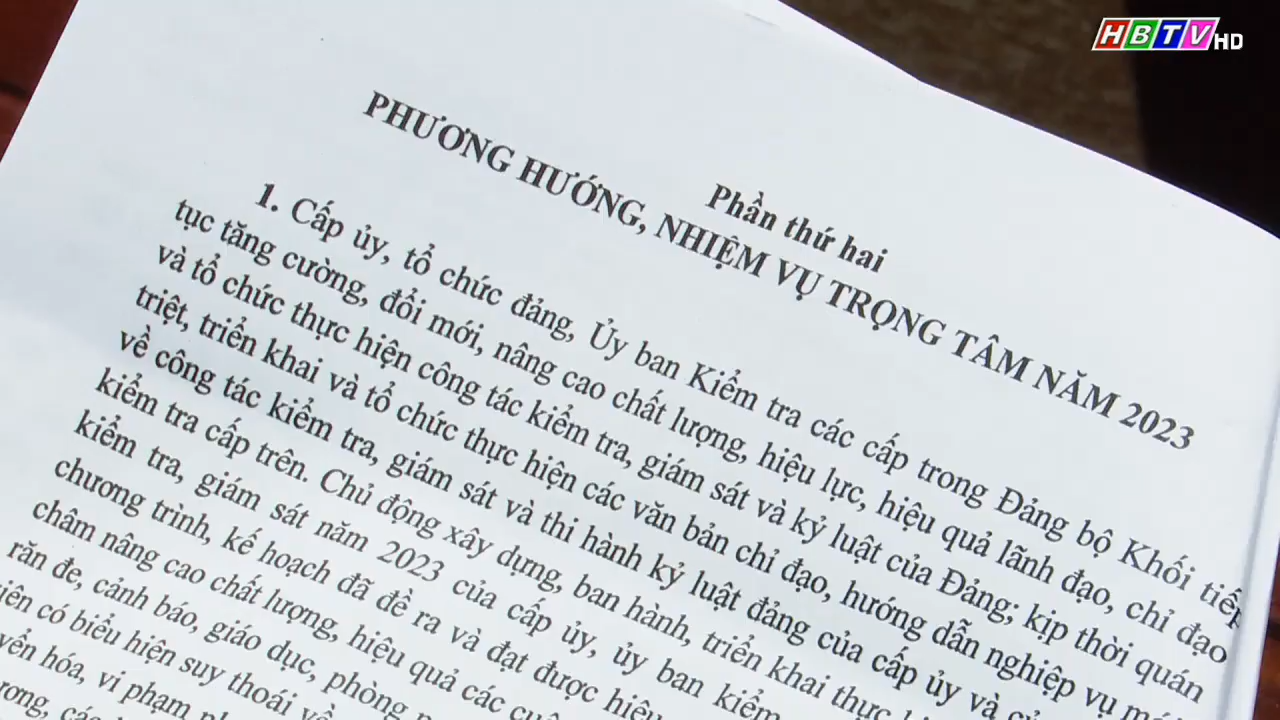 HBTV HD
Phần thứ hai
PHƯƠNG HƯỚNG, NHIỆM VỤ TRỌNG TÂM NĂM 2023
1. Cấp ủy, tổ chức đảng, Ủy ban Kiểm tra các cấp trong Đảng bộ Khối tiếp
tục tăng cường, đổi mới, nâng cao chất lượng, hiệu lực, hiệu quả lãnh đạo, chỉ đạo
và tổ chức thực hiện công tác kiểm tra, giám sát và kỷ luật của Đảng; kịp thời quán
triệt, triển khai và tổ chức thực hiện các văn bản chỉ đạo, hướng dẫn nghiệp vụ
về công tác kiểm tra, giám sát và thi hành kỷ luật đảng của cấp ủy và
kiểm tra cấp trên. Chủ động xây dựng, ban hành, triển khai thực
kiểm tra, giám sát năm 2023 của cấp ủy, ủy ban kiểm
chương trình, kế hoạch đã đề ra và đạt được hiệu
châm nâng cao chất lượng, hiệu quả các
răn đe, cảnh báo, giáo dục, phòng
có biểu hiện suy thoái về
hóa, vi phạm